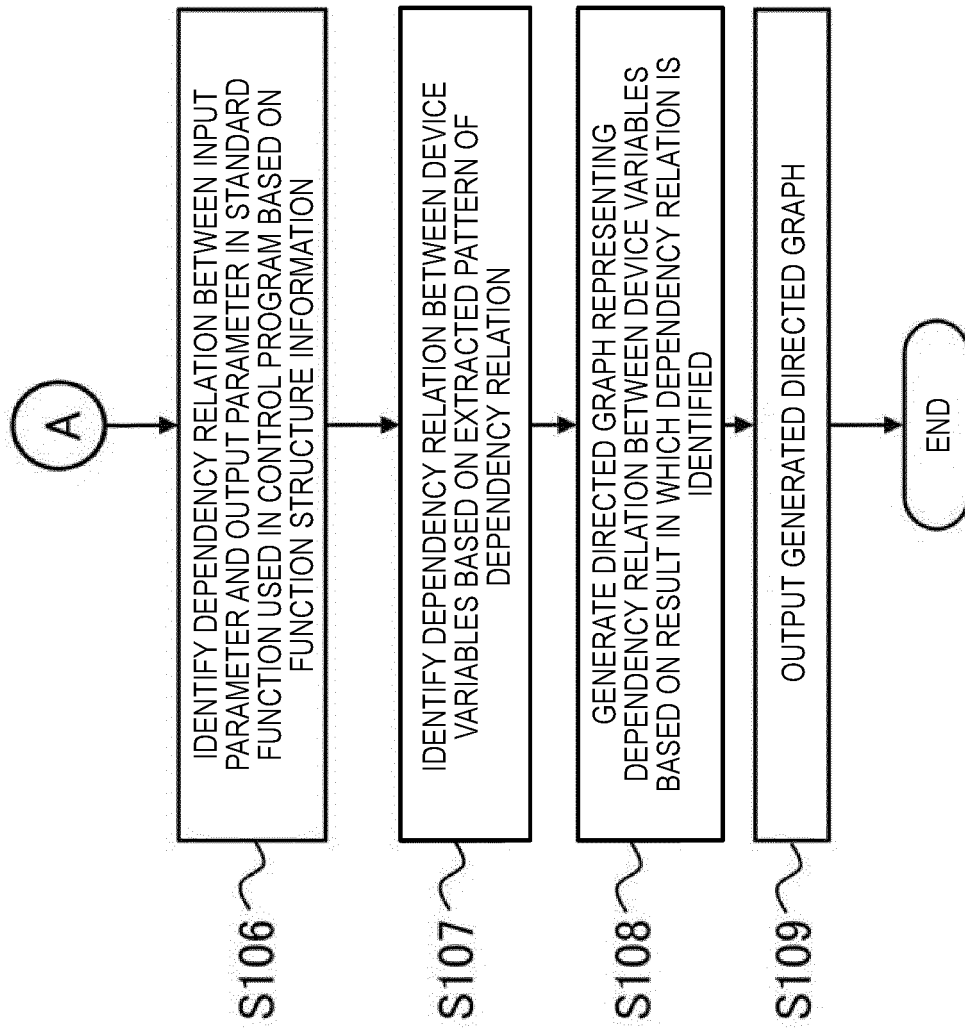 A
S106
IDENTIFY DEPENDENCY RELATION BETWEEN INPUT
PARAMETER AND OUTPUT PARAMETER IN STANDARD
FUNCTION USED IN CONTROL PROGRAM BASED ON
FUNCTION STRUCTURE INFORMATION
S107
IDENTIFY DEPENDENCY RELATION BETWEEN DEVICE
VARIABLES BASED ON EXTRACTED PATTERN OF
DEPENDENCY RELATION
S108
GENERATE DIRECTED GRAPH REPRESENTING
DEPENDENCY RELATION BETWEEN DEVICE VARIABLES
BASED ON RESULT IN WHICH DEPENDENCY RELATION IS
IDENTIFIED
S109
OUTPUT GENERATED DIRECTED GRAPH
END